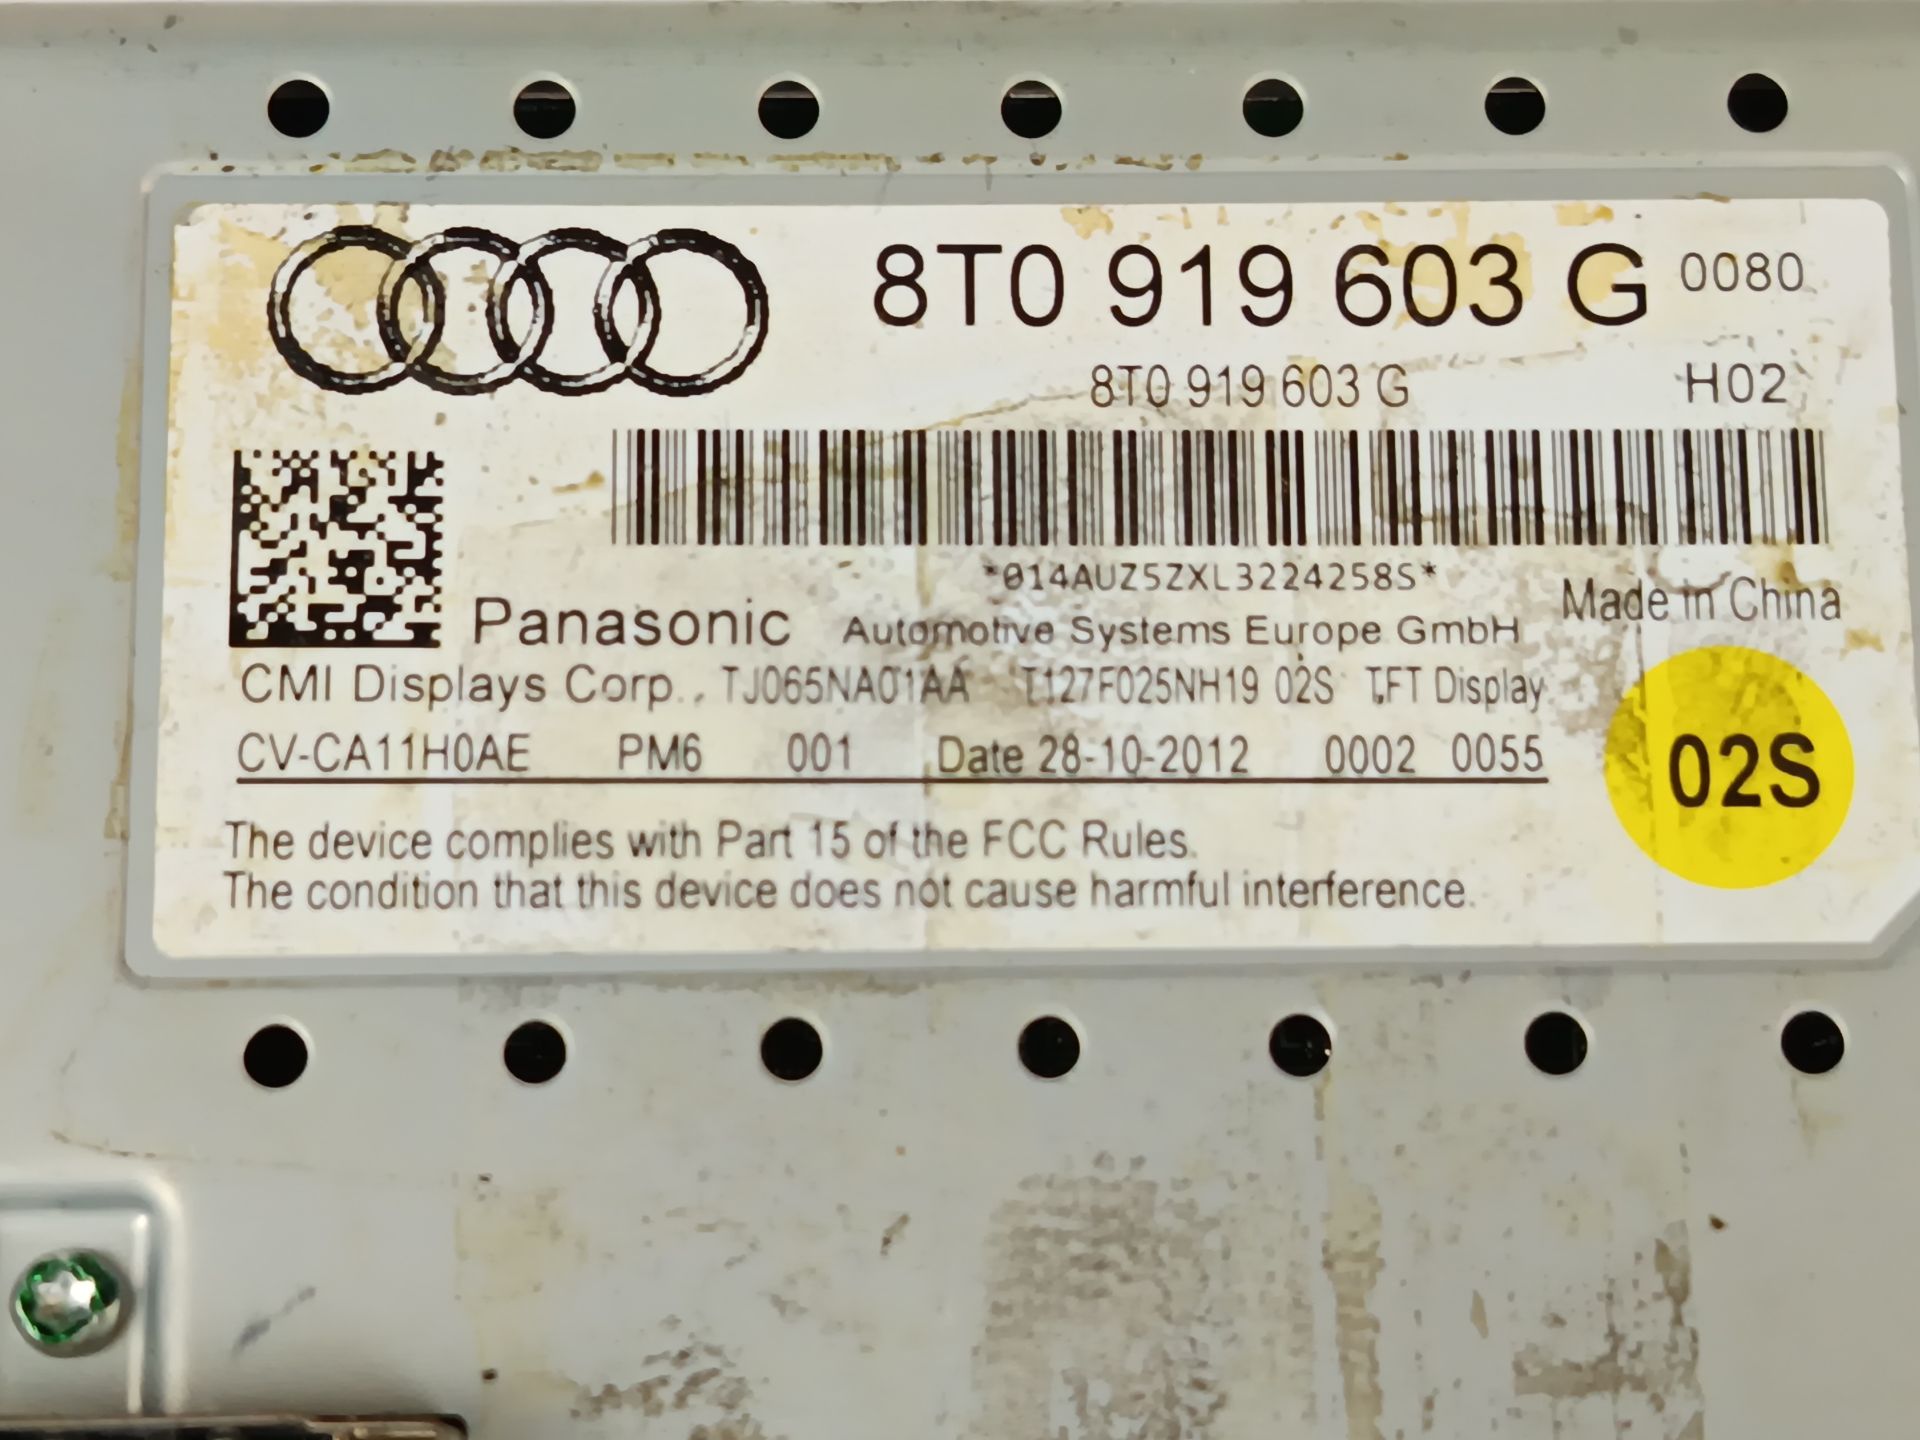 8T0 919 603 G 0080
8T0 919 603 G H02
*014AUZ5ZXL3224258S*
Made in China
Panasonic Automotive Systems Europe GmbH
CMI Displays Corp., TJ065NA01AA T127F025NH19 02S TFT Display
CV-CA11H0AE PM6 001 Date 28-10-2012 0002 0055
02S
The device complies with Part 15 of the FCC Rules.
The condition that this device does not cause harmful interference.